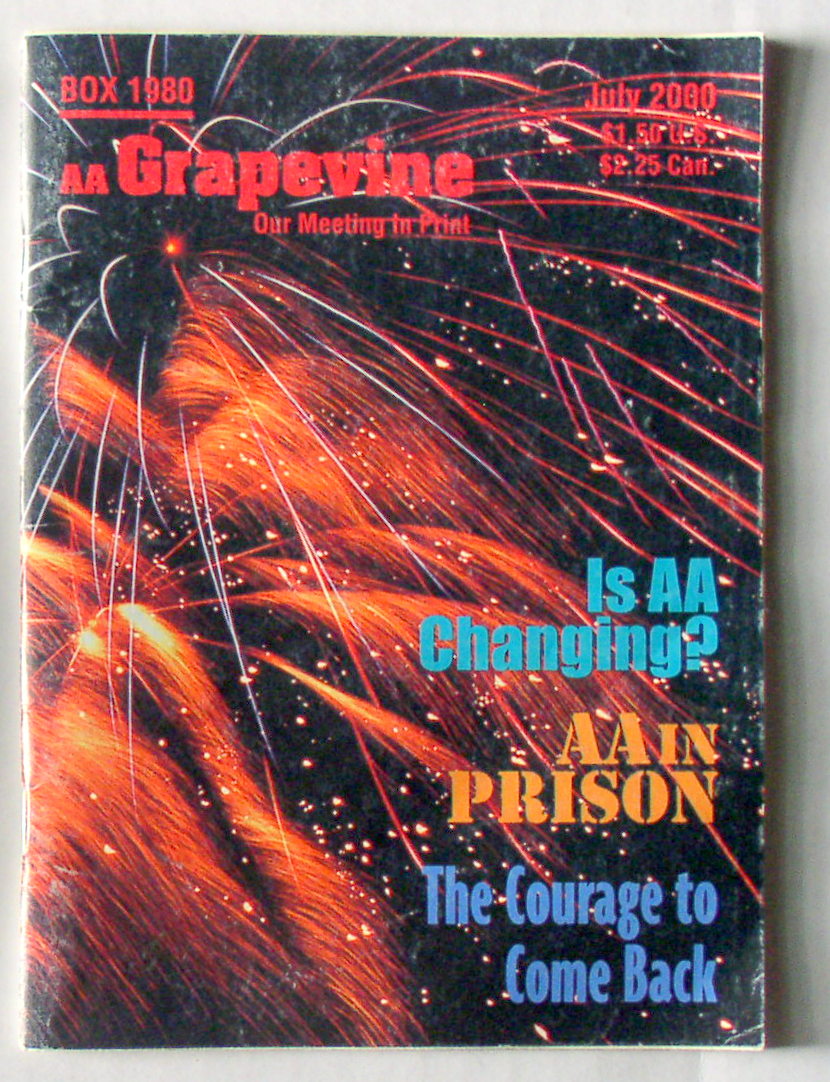 BOX 1980
July 2000
$1.50 U.S.
$2.25 Can.
AA Grapevine
Our Meeting in Print
Is AA
Changing?
AA IN
PRISON
The Courage to
Come Back